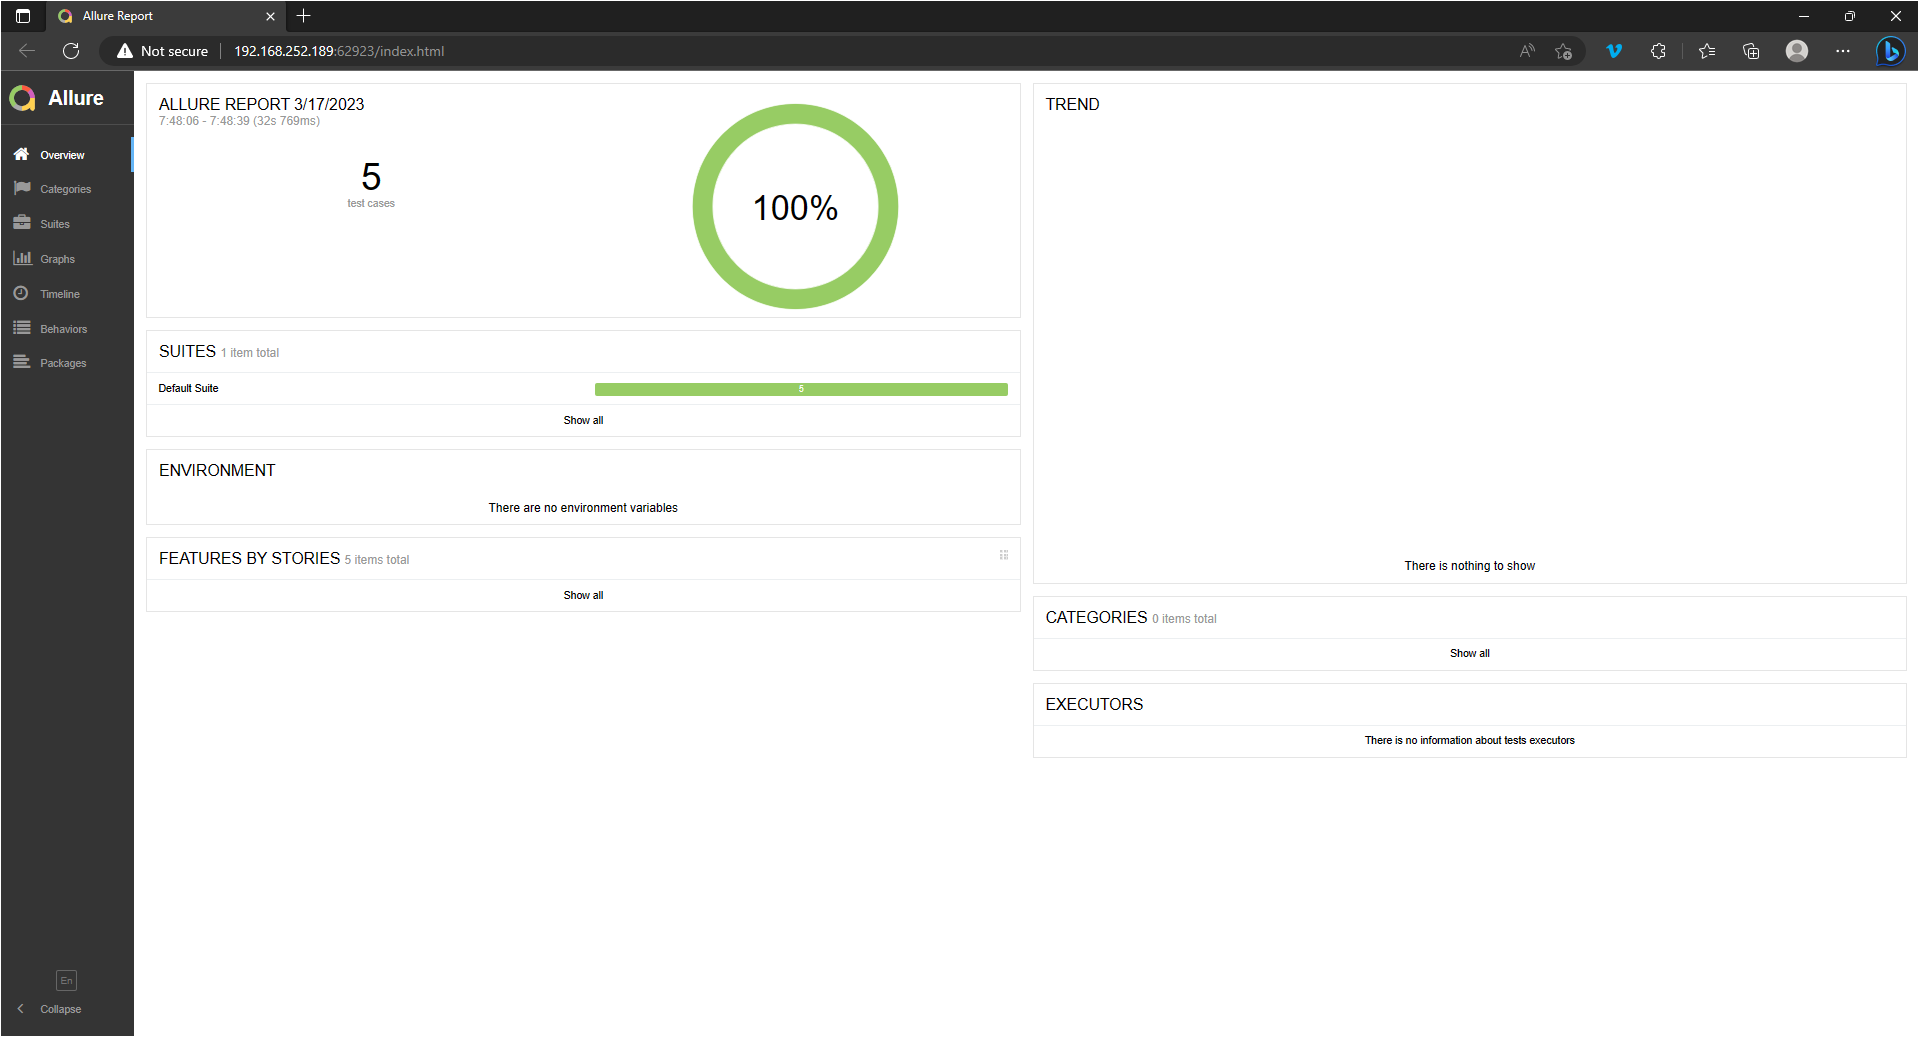 Allure Report
Not secure
192.168.252.189:62923/index.html
Allure
Overview
Categories
Suites
Graphs
Timeline
Behaviors
Packages
En
Collapse
ALLURE REPORT 3/17/2023
7:48:06 - 7:48:39 (32s 769ms)
5
test cases
100%
SUITES 1 item total
Default Suite
5
Show all
ENVIRONMENT
There are no environment variables
FEATURES BY STORIES 5 items total
Show all
TREND
There is nothing to show
CATEGORIES 0 items total
Show all
EXECUTORS
There is no information about tests executors